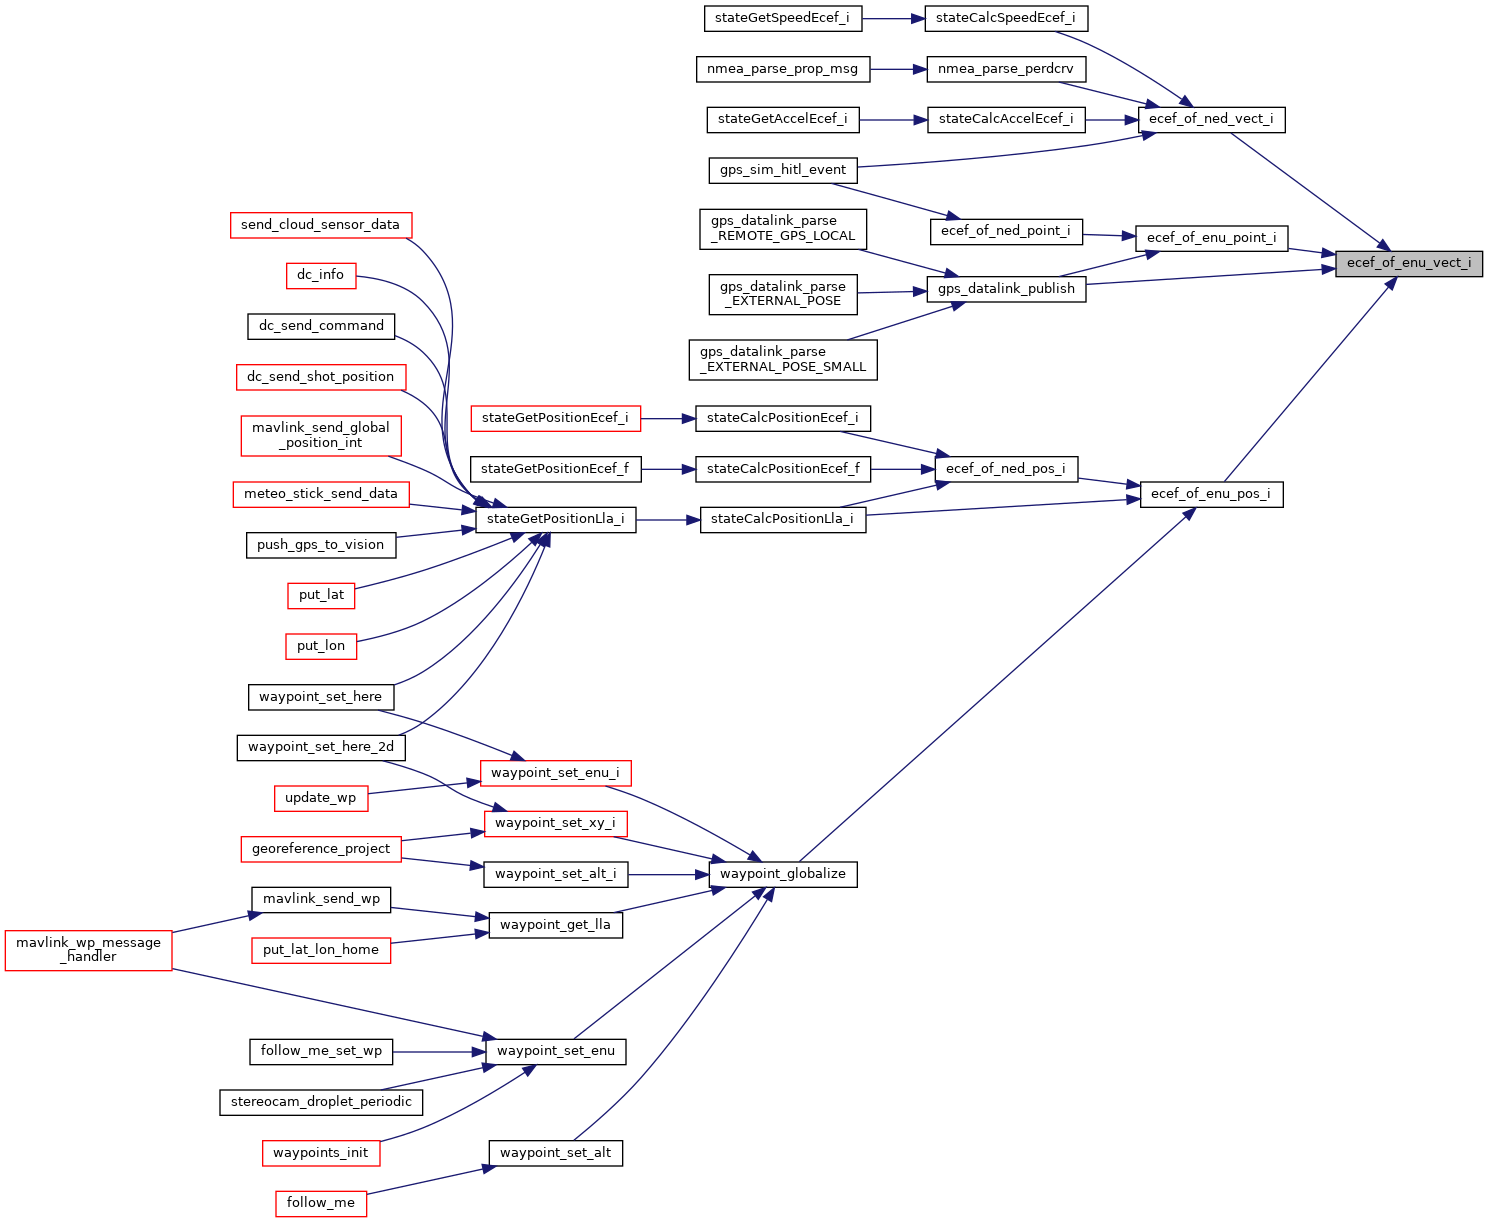 stateGetSpeedEcef_i
stateCalcSpeedEcef_i
nmea_parse_prop_msg
nmea_parse_perdcrv
stateGetAccelEcef_i
stateCalcAccelEcef_i
ecef_of_ned_vect_i
gps_sim_hitl_event
gps_datalink_parse
_REMOTE_GPS_LOCAL
ecef_of_ned_point_i
ecef_of_enu_point_i
ecef_of_enu_vect_i
gps_datalink_parse
_EXTERNAL_POSE
gps_datalink_publish
gps_datalink_parse
_EXTERNAL_POSE_SMALL
send_cloud_sensor_data
dc_info
dc_send_command
dc_send_shot_position
mavlink_send_global
_position_int
meteo_stick_send_data
push_gps_to_vision
put_lat
put_lon
waypoint_set_here
waypoint_set_here_2d
stateGetPositionEcef_i
stateCalcPositionEcef_i
stateGetPositionEcef_f
stateCalcPositionEcef_f
ecef_of_ned_pos_i
ecef_of_enu_pos_i
stateGetPositionLla_i
stateCalcPositionLla_i
waypoint_set_enu_i
update_wp
waypoint_set_xy_i
georeference_project
waypoint_set_alt_i
waypoint_globalize
mavlink_send_wp
waypoint_get_lla
mavlink_wp_message
_handler
put_lat_lon_home
follow_me_set_wp
waypoint_set_enu
stereocam_droplet_periodic
waypoints_init
waypoint_set_alt
follow_me